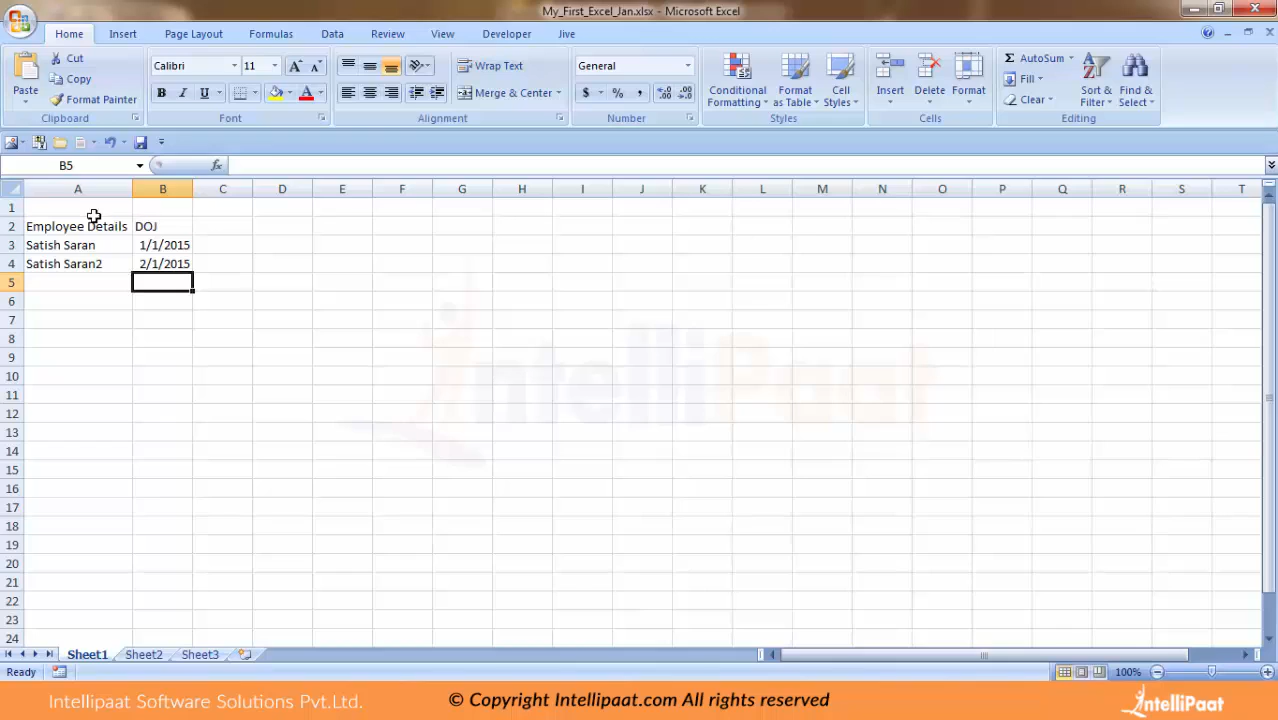 My_First_Excel_Jan.xlsx - Microsoft Excel
Home Insert Page Layout Formulas Data Review View Developer Jive
Paste
Cut
Copy
Format Painter
Clipboard
Calibri 11
B I U
Font
Wrap Text
Merge & Center
Alignment
General
$ % ,
Number
Conditional Formatting
Format as Table
Cell Styles
Styles
Insert Delete Format
Cells
Σ AutoSum
Fill
Clear
Sort & Filter
Find & Select
Editing
B5 fx
A B C D E F G H I J K L M N O P Q R S T
1
2 Employee Details DOJ
3 Satish Saran 1/1/2015
4 Satish Saran2 2/1/2015
5
6
7
8
9
10
11
12
13
14
15
16
17
18
19
20
21
22
23
24
IntelliPaat
Sheet1 Sheet2 Sheet3
Ready 100%
Intellipaat Software Solutions Pvt.Ltd. © Copyright Intellipaat.com All rights reserved IntelliPaat